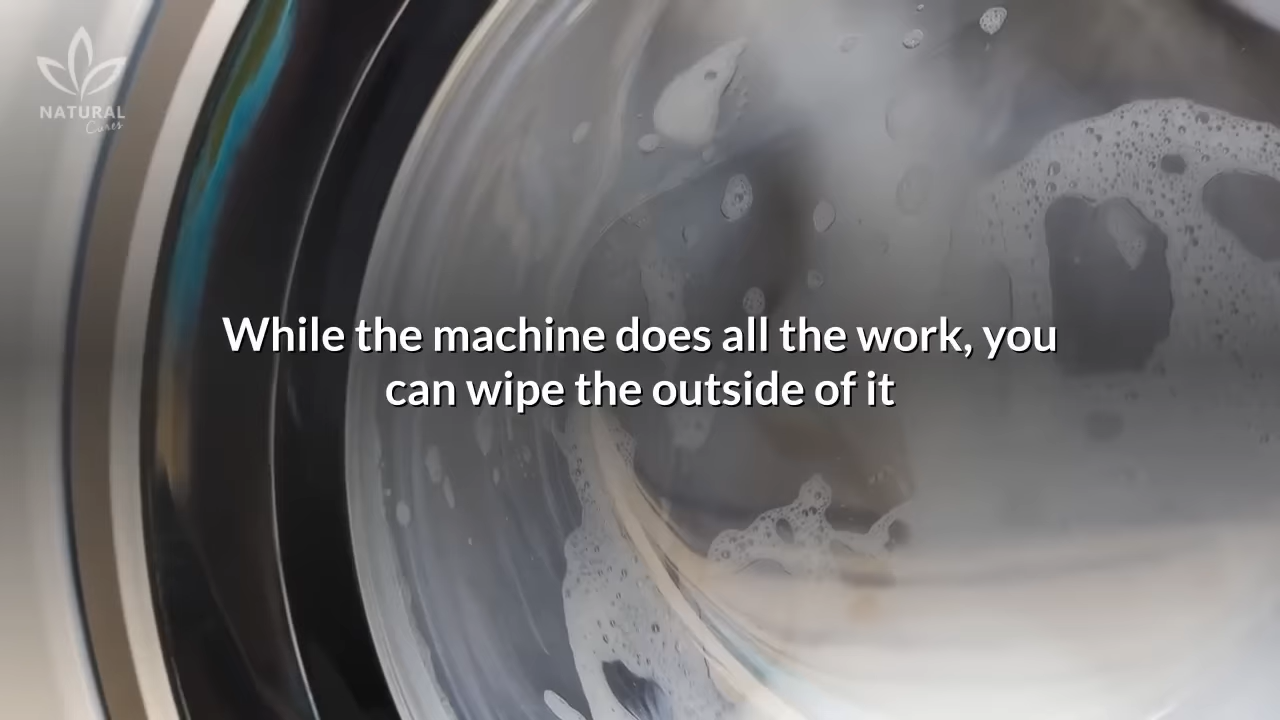 NATURAL
Cures
While the machine does all the work, you
can wipe the outside of it